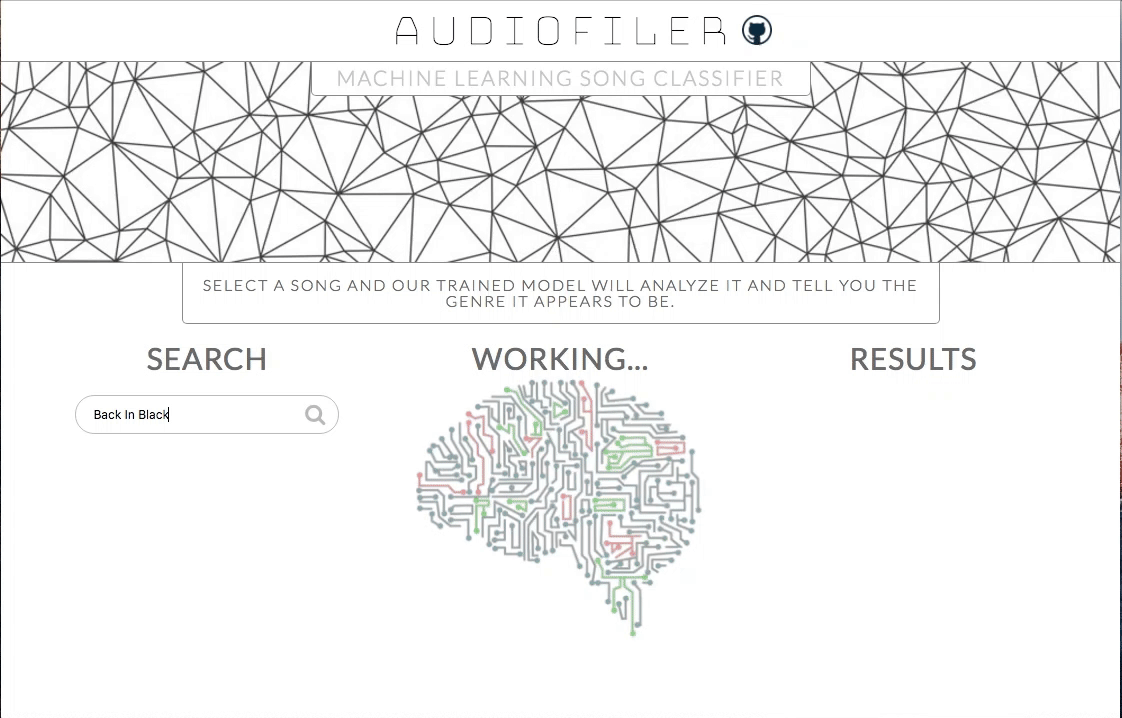 AUDIOFILER
MACHINE LEARNING SONG CLASSIFIER
SELECT A SONG AND OUR TRAINED MODEL WILL ANALYZE IT AND TELL YOU THE
GENRE IT APPEARS TO BE.
SEARCH
Back In Black
WORKING...
RESULTS